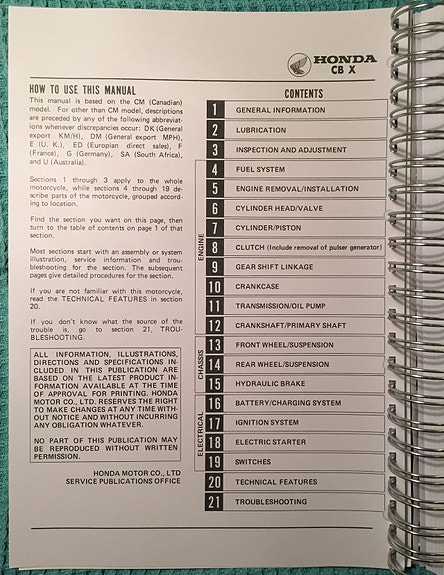 HONDA
CB X
HOW TO USE THIS MANUAL
This manual is based on the CM (Canadian)
model. For other than CM model, descriptions
are preceded by any of the following abbreviat-
ions whenever discrepancies occur: DK (General
export KM/H), DM (General export MPH),
E (U. K.), ED (Europian direct sales), F
(France), G (Germany), SA (South Africa),
and U (Australia).
Sections 1 through 3 apply to the whole
motorcycle, while sections 4 through 19 de-
scribe parts of the motorcycle, grouped accord-
ing to location.
Find the section you want on this page, then
turn to the table of contents on page 1 of that
section.
Most sections start with an assembly or system
illustration, service information and trou-
bleshooting for the section. The subsequent
pages give detailed procedures for the section.
If you are not familiar with this motorcycle,
read the TECHNICAL FEATURES in section
20.
If you don't know what the source of the
trouble is, go to section 21, TROU-
BLESHOOTING.
ALL INFORMATION, ILLUSTRATIONS,
DIRECTIONS AND SPECIFICATIONS IN-
CLUDED IN THIS PUBLICATION ARE
BASED ON THE LATEST PRODUCT IN-
FORMATION AVAILABLE AT THE TIME
OF APPROVAL FOR PRINTING. HONDA
MOTOR CO., LTD. RESERVES THE RIGHT
TO MAKE CHANGES AT ANY TIME WITH-
OUT NOTICE AND WITHOUT INCURRING
ANY OBLIGATION WHATEVER.
NO PART OF THIS PUBLICATION MAY
BE REPRODUCED WITHOUT WRITTEN
PERMISSION.
HONDA MOTOR CO., LTD
SERVICE PUBLICATIONS OFFICE
CONTENTS
1 GENERAL INFORMATION
2 LUBRICATION
3 INSPECTION AND ADJUSTMENT
ENGINE
4 FUEL SYSTEM
5 ENGINE REMOVAL/INSTALLATION
6 CYLINDER HEAD/VALVE
7 CYLINDER/PISTON
8 CLUTCH (Include removal of pulser generator)
9 GEAR SHIFT LINKAGE
10 CRANKCASE
11 TRANSMISSION/OIL PUMP
12 CRANKSHAFT/PRIMARY SHAFT
CHASSIS
13 FRONT WHEEL/SUSPENSION
14 REAR WHEEL/SUSPENSION
15 HYDRAULIC BRAKE
ELECTRICAL
16 BATTERY/CHARGING SYSTEM
17 IGNITION SYSTEM
18 ELECTRIC STARTER
19 SWITCHES
20 TECHNICAL FEATURES
21 TROUBLESHOOTING